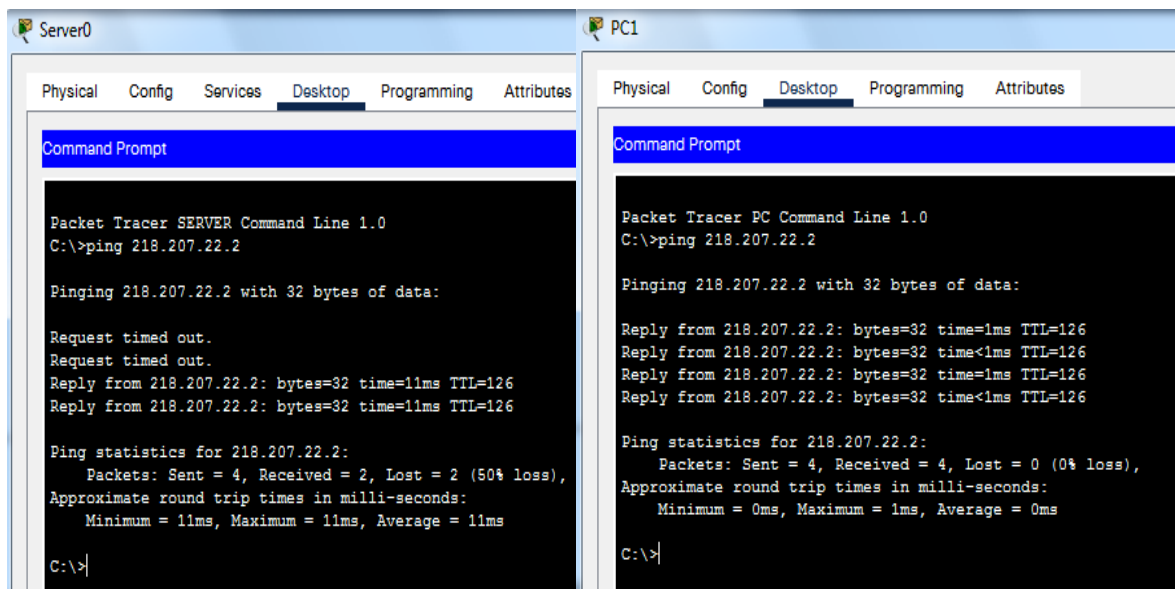 Server0
Physical Config Services Desktop Programming Attributes
Command Prompt
Packet Tracer SERVER Command Line 1.0
C:\>ping 218.207.22.2
Pinging 218.207.22.2 with 32 bytes of data:
Request timed out.
Request timed out.
Reply from 218.207.22.2: bytes=32 time=11ms TTL=126
Reply from 218.207.22.2: bytes=32 time=11ms TTL=126
Ping statistics for 218.207.22.2:
Packets: Sent = 4, Received = 2, Lost = 2 (50% loss),
Approximate round trip times in milli-seconds:
Minimum = 11ms, Maximum = 11ms, Average = 11ms
C:\>
PC1
Physical Config Desktop Programming Attributes
Command Prompt
Packet Tracer PC Command Line 1.0
C:\>ping 218.207.22.2
Pinging 218.207.22.2 with 32 bytes of data:
Reply from 218.207.22.2: bytes=32 time=1ms TTL=126
Reply from 218.207.22.2: bytes=32 time<1ms TTL=126
Reply from 218.207.22.2: bytes=32 time=1ms TTL=126
Reply from 218.207.22.2: bytes=32 time<1ms TTL=126
Ping statistics for 218.207.22.2:
Packets: Sent = 4, Received = 4, Lost = 0 (0% loss),
Approximate round trip times in milli-seconds:
Minimum = 0ms, Maximum = 1ms, Average = 0ms
C:\>